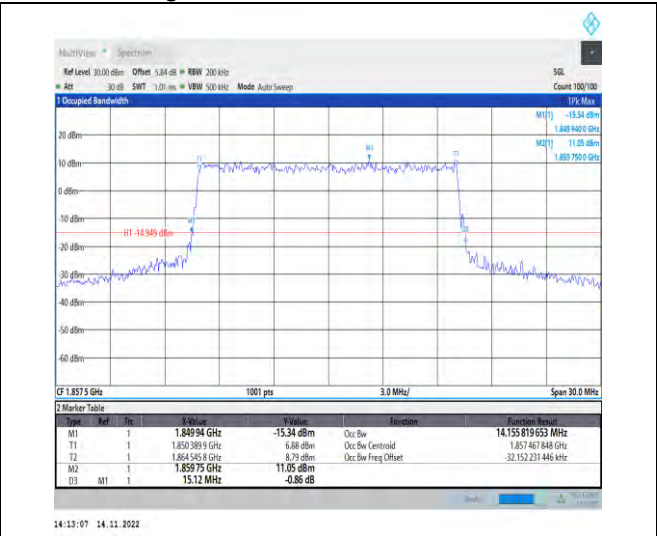 MultiView Spectrum
Ref Level 30.00 dBm Offset 5.84 dB RBW 200 kHz SGL
Att 30 dB SWT 1.01 ms VBW 500 kHz Mode Auto Sweep Count 100/100
1 Occupied Bandwidth 1Pk Max
M1[1] -15.34 dBm
1.849 940 0 GHz
M2[1] 11.05 dBm
1.859 750 0 GHz
20 dBm
10 dBm
0 dBm
-10 dBm
-20 dBm
-30 dBm
-40 dBm
-50 dBm
-60 dBm
H1 -14.949 dBm
M1
T1
M2
T2
D3
CF 1.857 5 GHz 1001 pts 3.0 MHz/ Span 30.0 MHz
2 Marker Table
Type Ref Trc X-Value Y-Value Function Function Result
M1 1 1.849 94 GHz -15.34 dBm Occ Bw 14.155 819 653 MHz
T1 1 1.850 389 9 GHz 6.88 dBm Occ Bw Centroid 1.857 467 848 GHz
T2 1 1.864 545 8 GHz 8.79 dBm Occ Bw Freq Offset -32.152 231 446 kHz
M2 1 1.859 75 GHz 11.05 dBm
D3 M1 1 15.12 MHz -0.86 dB
14:13:07 14.11.2022